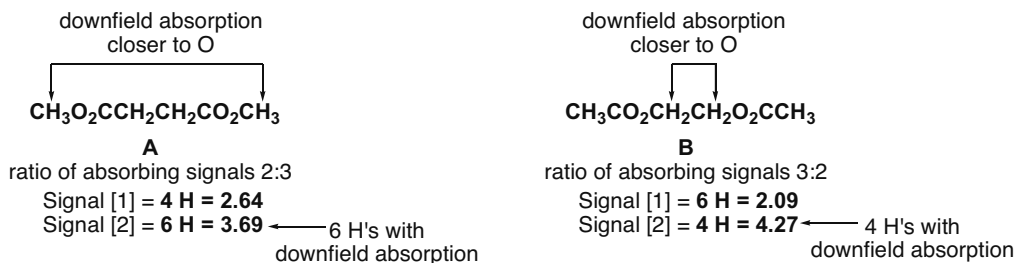 downfield absorption
closer to O
CH3O2CCH2CH2CO2CH3
A
ratio of absorbing signals 2:3
Signal [1] = 4 H = 2.64
Signal [2] = 6 H = 3.69
6 H's with
downfield absorption
downfield absorption
closer to O
CH3CO2CH2CH2O2CCH3
B
ratio of absorbing signals 3:2
Signal [1] = 6 H = 2.09
Signal [2] = 4 H = 4.27
4 H's with
downfield absorption